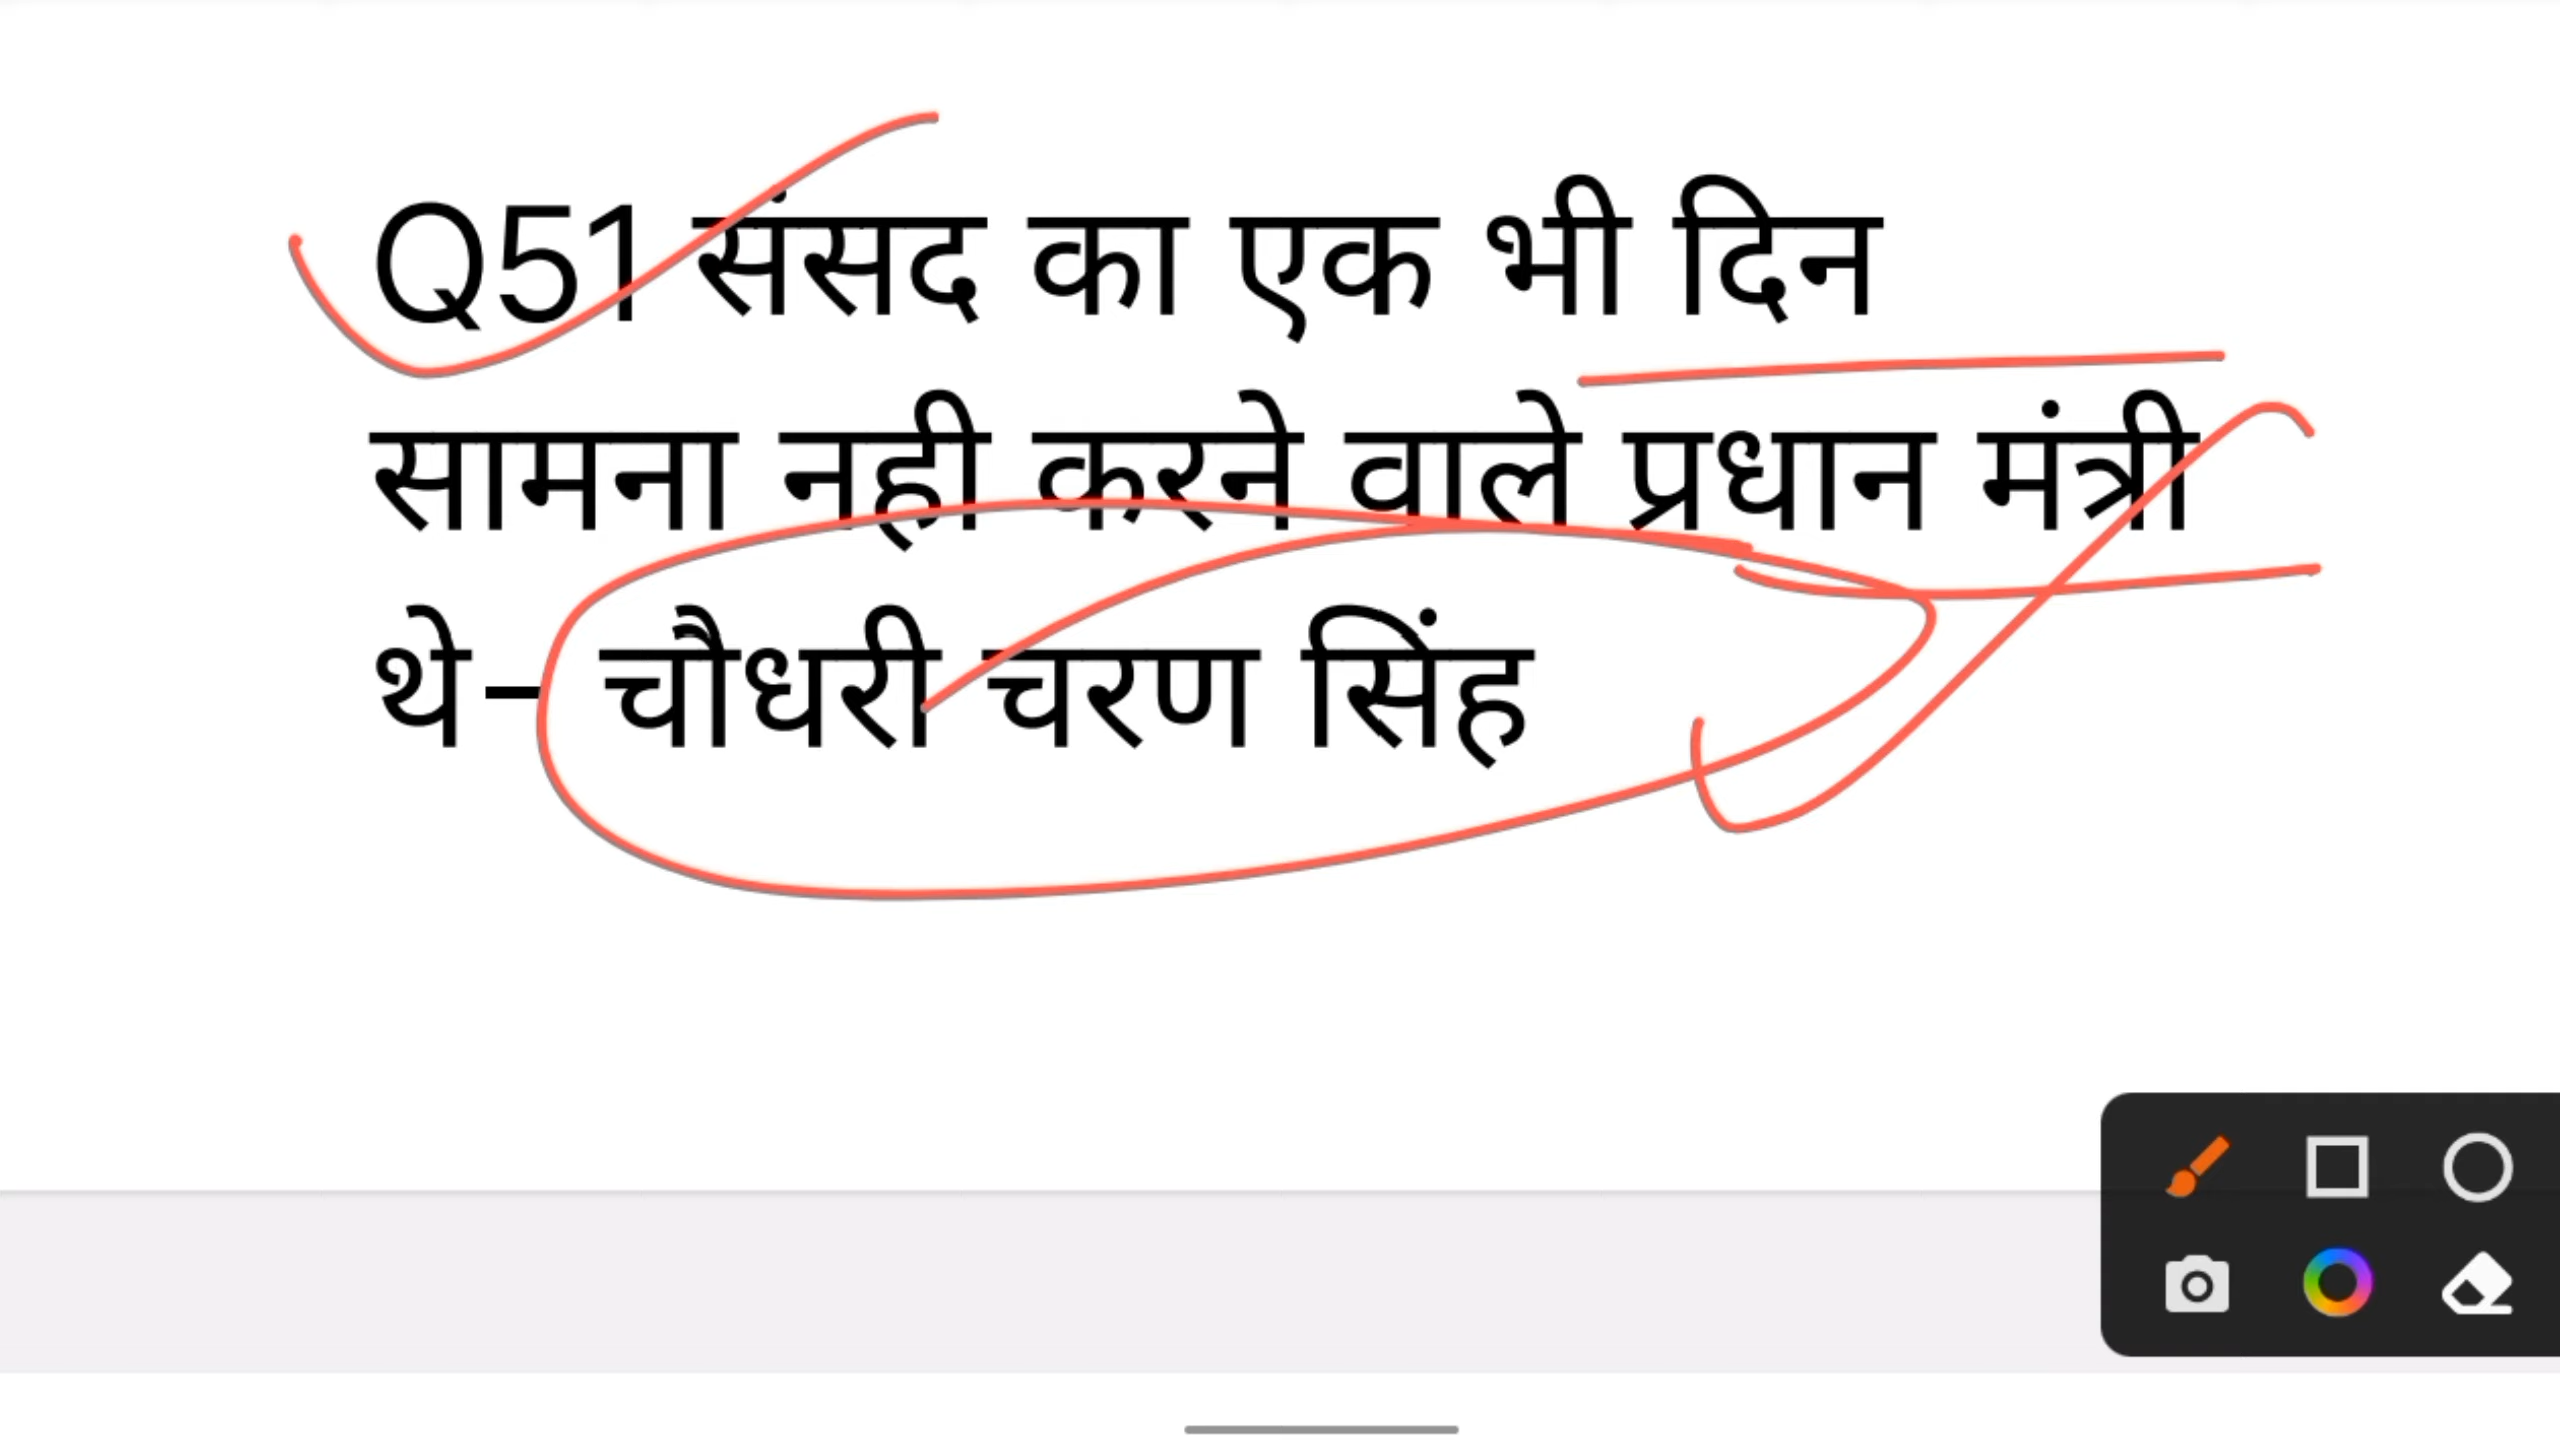 Q51 संसद का एक भी दिन
सामना नही करने वाले प्रधान मंत्री
थे– चौधरी चरण सिंह